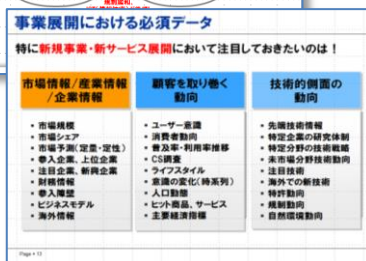 事業展開における必須データ
特に新規事業・新サービス展開において注目しておきたいのは！
市場情報/産業情報
/企業情報
・市場規模
・市場シェア
・市場予測(定量・定性)
・参入企業、上位企業
・注目企業、新興企業
・財務情報
・参入障壁
・ビジネスモデル
・海外情報
顧客を取り巻く
動向
・ユーザー意識
・消費者動向
・普及率・利用率推移
・CS調査
・ライフスタイル
・意識の変化(時系列)
・人口動態
・ヒット商品、サービス
・主要経済指標
技術的側面の
動向
・先端技術情報
・特定企業の研究体制
・特定分野の技術戦略
・未市場分野技術動向
・注目技術
・海外での新技術
・特許動向
・規制動向
・自然環境動向
Page • 13